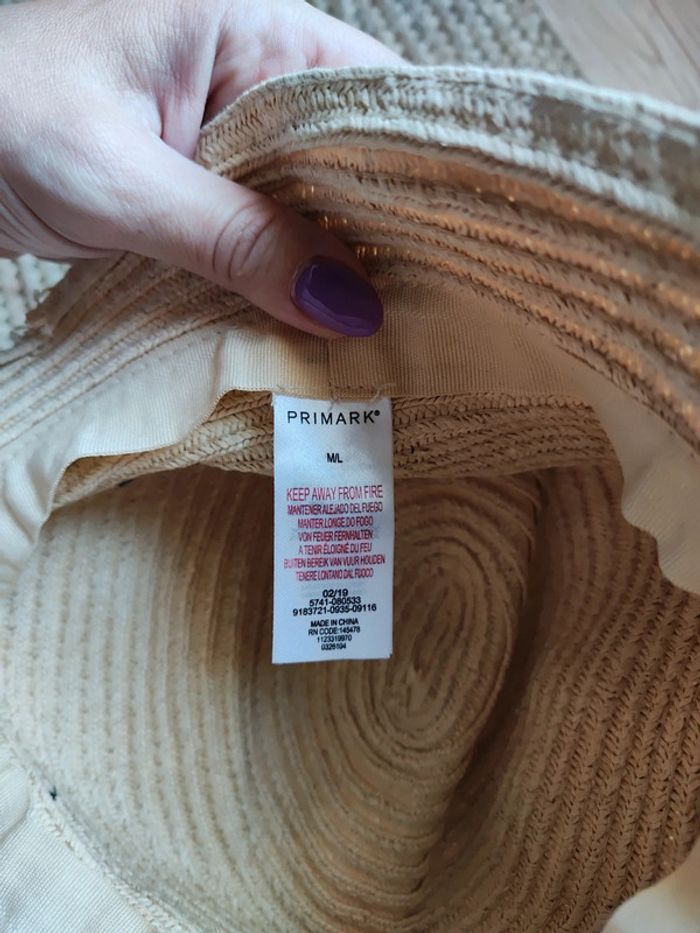 PRIMARK®
M/L
KEEP AWAY FROM FIRE
MANTENER ALEJADO DEL FUEGO
MANTER LONGE DO FOGO
VON FEUER FERNHALTEN
A TENIR ÉLOIGNÉ DU FEU
BUITEN BEREIK VAN VUUR HOUDEN
TENERE LONTANO DAL FUOCO
02/19
5741-080533
9183721-0935-09116
MADE IN CHINA
RN CODE:145478
1123319970
0326194